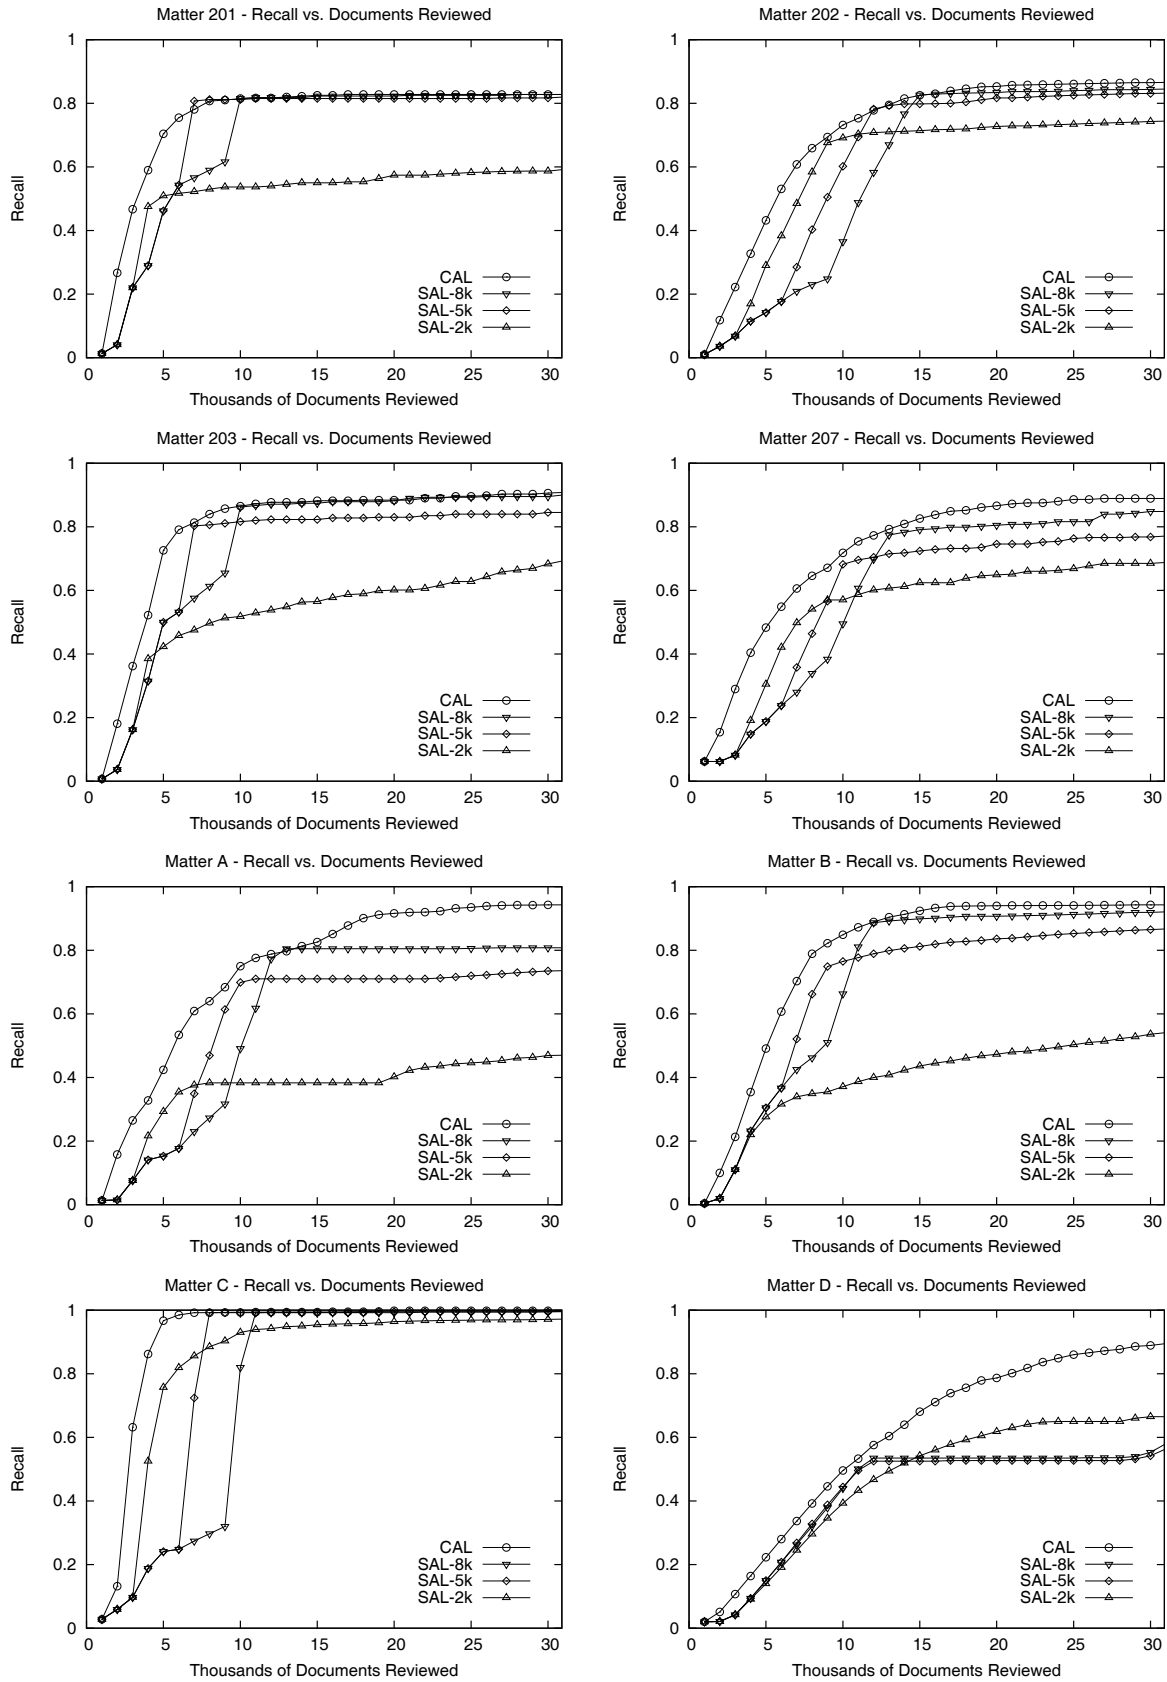 Matter 201 - Recall vs. Documents Reviewed
1
0.8
0.6
Recall
0.4
CAL
SAL-8k
0.2
SAL-5k
SAL-2k
0
0 5 10 15 20 25 30
Thousands of Documents Reviewed
Matter 202 - Recall vs. Documents Reviewed
1
0.8
0.6
Recall
0.4
CAL
SAL-8k
0.2
SAL-5k
SAL-2k
0
0 5 10 15 20 25 30
Thousands of Documents Reviewed
Matter 203 - Recall vs. Documents Reviewed
1
0.8
0.6
Recall
0.4
CAL
SAL-8k
0.2
SAL-5k
SAL-2k
0
0 5 10 15 20 25 30
Thousands of Documents Reviewed
Matter 207 - Recall vs. Documents Reviewed
1
0.8
0.6
Recall
0.4
CAL
SAL-8k
0.2
SAL-5k
SAL-2k
0
0 5 10 15 20 25 30
Thousands of Documents Reviewed
Matter A - Recall vs. Documents Reviewed
1
0.8
0.6
Recall
0.4
CAL
SAL-8k
0.2
SAL-5k
SAL-2k
0
0 5 10 15 20 25 30
Thousands of Documents Reviewed
Matter B - Recall vs. Documents Reviewed
1
0.8
0.6
Recall
0.4
CAL
SAL-8k
0.2
SAL-5k
SAL-2k
0
0 5 10 15 20 25 30
Thousands of Documents Reviewed
Matter C - Recall vs. Documents Reviewed
1
0.8
0.6
Recall
0.4
CAL
SAL-8k
0.2
SAL-5k
SAL-2k
0
0 5 10 15 20 25 30
Thousands of Documents Reviewed
Matter D - Recall vs. Documents Reviewed
1
0.8
0.6
Recall
0.4
CAL
SAL-8k
0.2
SAL-5k
SAL-2k
0
0 5 10 15 20 25 30
Thousands of Documents Reviewed